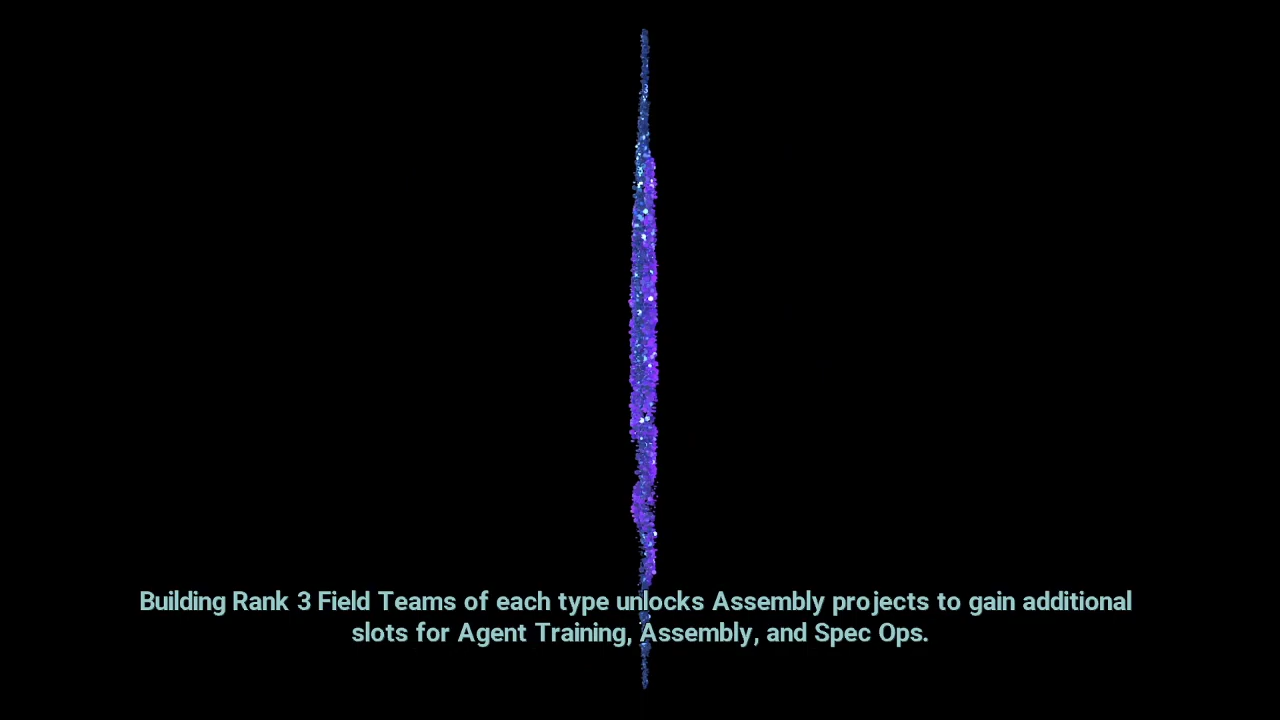 Building Rank 3 Field Teams of each type unlocks Assembly projects to gain additional
slots for Agent Training, Assembly, and Spec Ops.